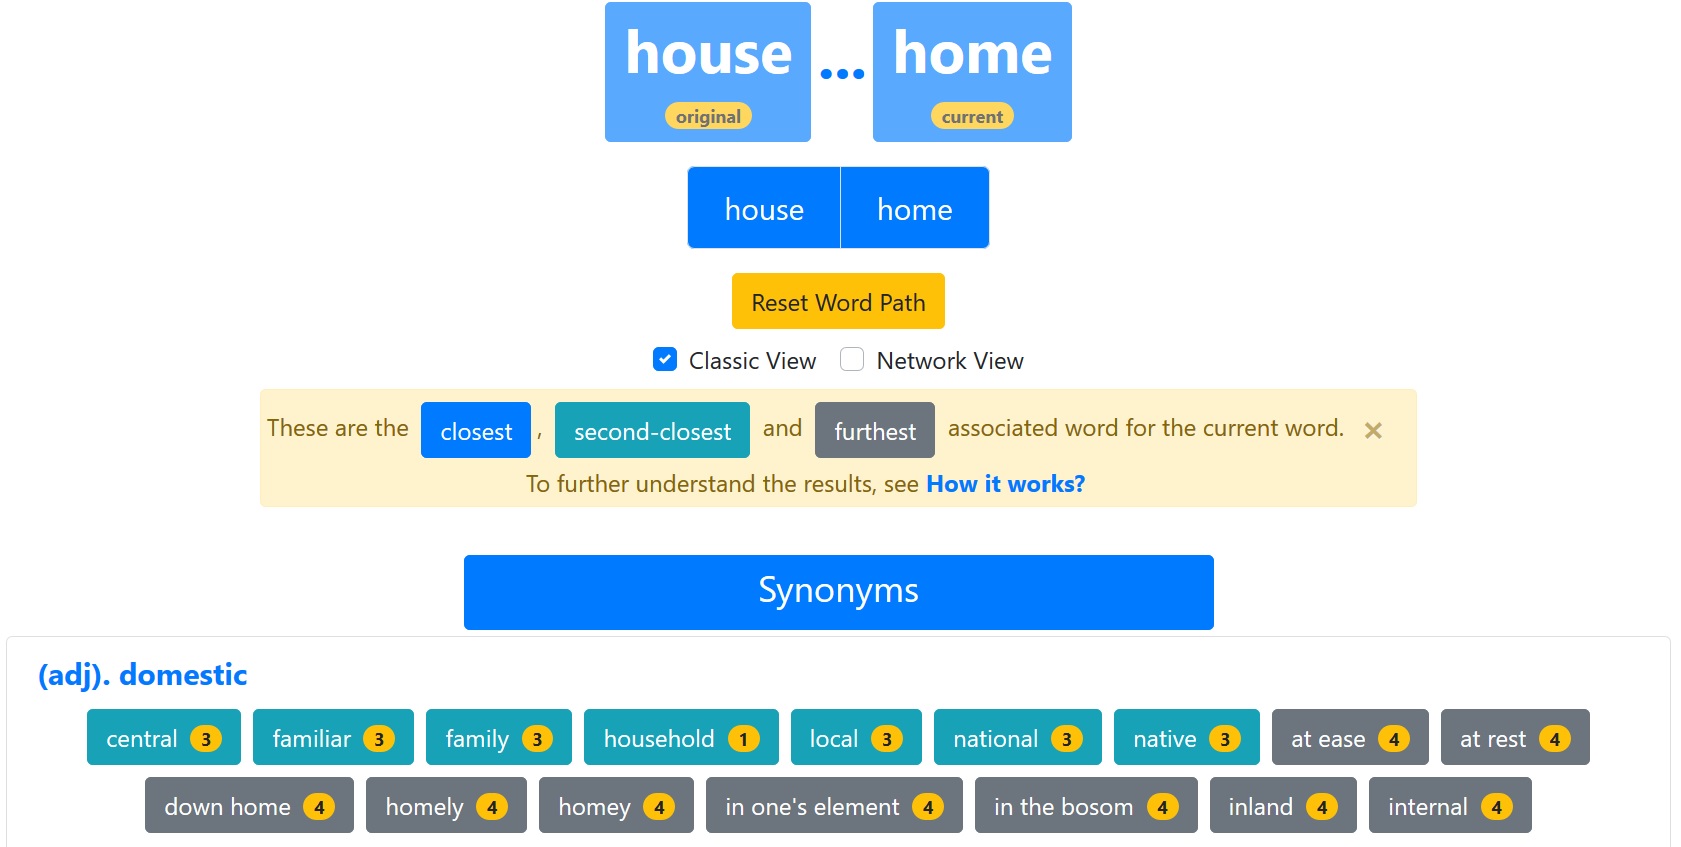 house ... home
original current
house home
Reset Word Path
Classic View Network View
These are the closest , second-closest and furthest associated word for the current word. ×
To further understand the results, see How it works?
Synonyms
(adj). domestic
central 3 familiar 3 family 3 household 1 local 3 national 3 native 3 at ease 4 at rest 4
down home 4 homely 4 homey 4 in one's element 4 in the bosom 4 inland 4 internal 4